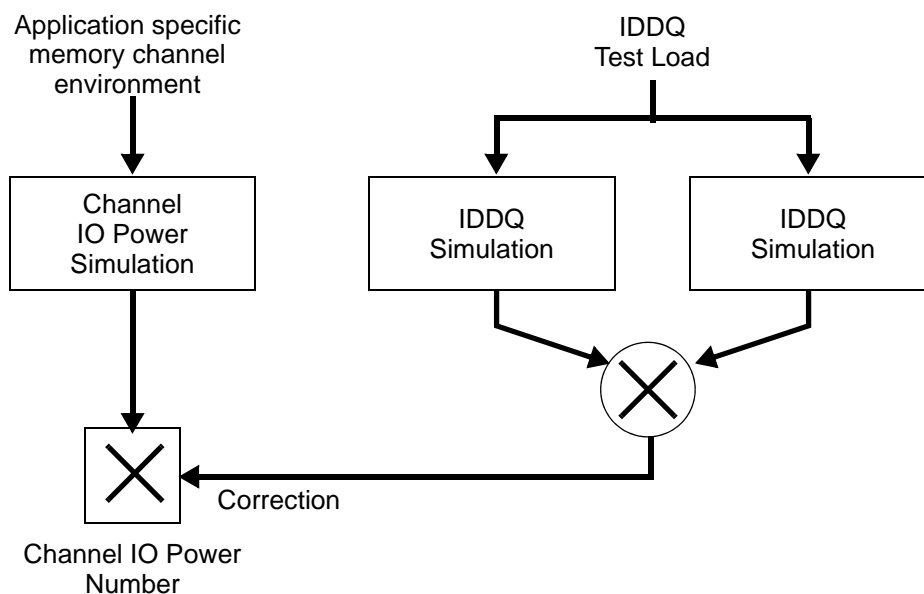 Application specific
memory channel
environment
IDDQ
Test Load
Channel
IO Power
Simulation
IDDQ
Simulation
IDDQ
Simulation
Correction
Channel IO Power
Number